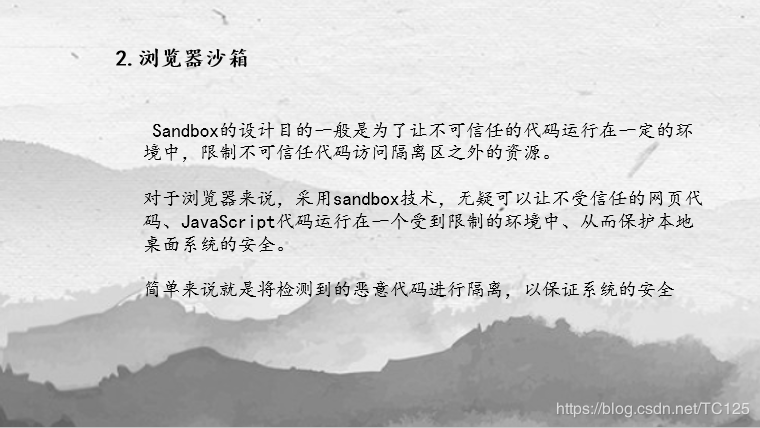 2.浏览器沙箱
Sandbox的设计目的一般是为了让不可信任的代码运行在一定的环
境中，限制不可信任代码访问隔离区之外的资源。
对于浏览器来说，采用sandbox技术，无疑可以让不受信任的网页代
码、JavaScript代码运行在一个受到限制的环境中、从而保护本地
桌面系统的安全。
简单来说就是将检测到的恶意代码进行隔离，以保证系统的安全
https://blog.csdn.net/TC125